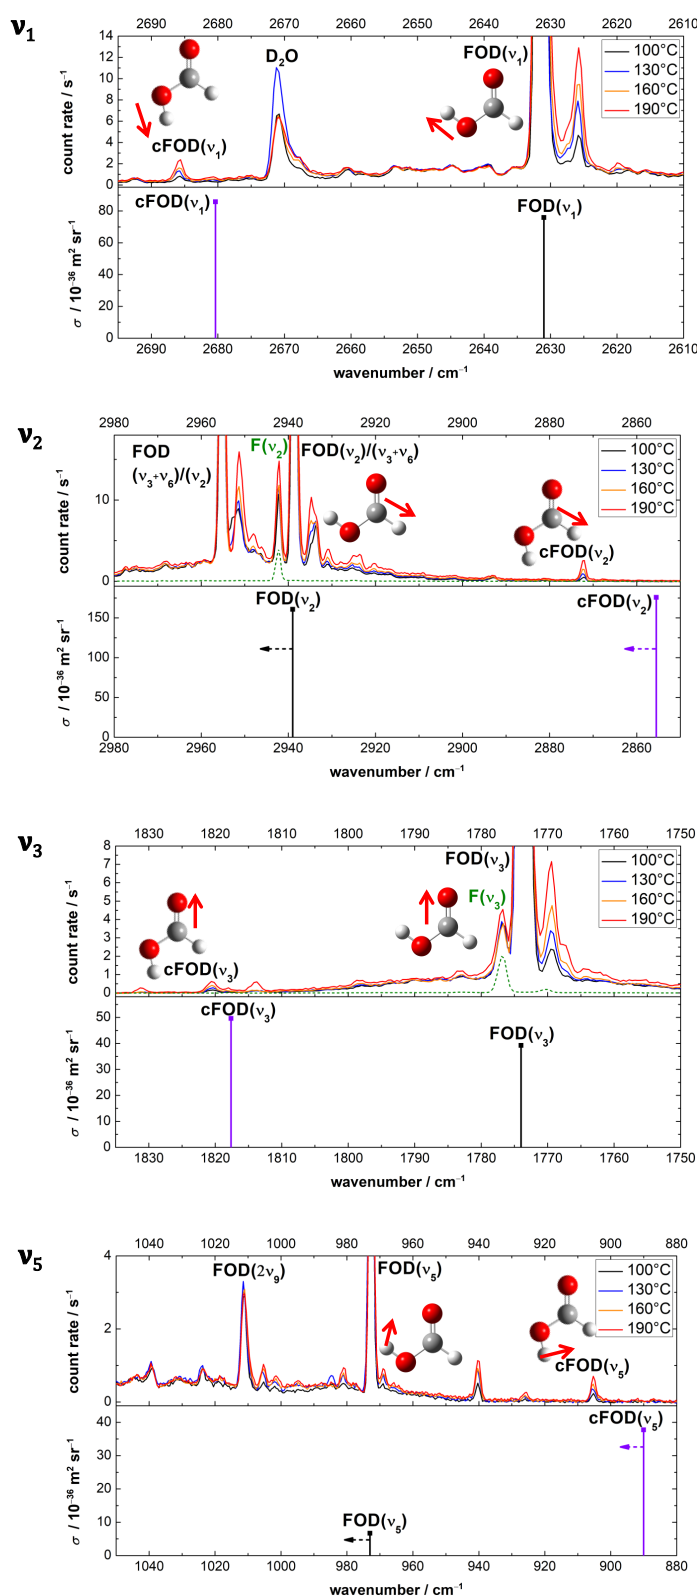 ν₁
2690 2680 2670 2660 2650 2640 2630 2620 2610
14
12
10
8
6
4
2
0
count rate / s⁻¹
cFOD(ν₁)
D₂O
FOD(ν₁)
100°C
130°C
160°C
190°C
80
60
40
20
0
σ / 10⁻³⁶ m² sr⁻¹
cFOD(ν₁)
FOD(ν₁)
2690 2680 2670 2660 2650 2640 2630 2620 2610
wavenumber / cm⁻¹
ν₂
2980 2960 2940 2920 2900 2880 2860
10
0
count rate / s⁻¹
FOD
(ν₃₊ν₆)/(ν₂)
F(ν₂)
FOD(ν₂)/(ν₃₊ν₆)
cFOD(ν₂)
100°C
130°C
160°C
190°C
150
100
50
0
σ / 10⁻³⁶ m² sr⁻¹
FOD(ν₂)
cFOD(ν₂)
2980 2960 2940 2920 2900 2880 2860
wavenumber / cm⁻¹
ν₃
1830 1820 1810 1800 1790 1780 1770 1760 1750
8
7
6
5
4
3
2
1
0
count rate / s⁻¹
cFOD(ν₃)
FOD(ν₃)
F(ν₃)
100°C
130°C
160°C
190°C
50
40
30
20
10
0
σ / 10⁻³⁶ m² sr⁻¹
cFOD(ν₃)
FOD(ν₃)
1830 1820 1810 1800 1790 1780 1770 1760 1750
wavenumber / cm⁻¹
ν₅
1040 1020 1000 980 960 940 920 900 880
4
2
0
count rate / s⁻¹
FOD(2ν₉)
FOD(ν₅)
cFOD(ν₅)
100°C
130°C
160°C
190°C
40
30
20
10
0
σ / 10⁻³⁶ m² sr⁻¹
FOD(ν₅)
cFOD(ν₅)
1040 1020 1000 980 960 940 920 900 880
wavenumber / cm⁻¹